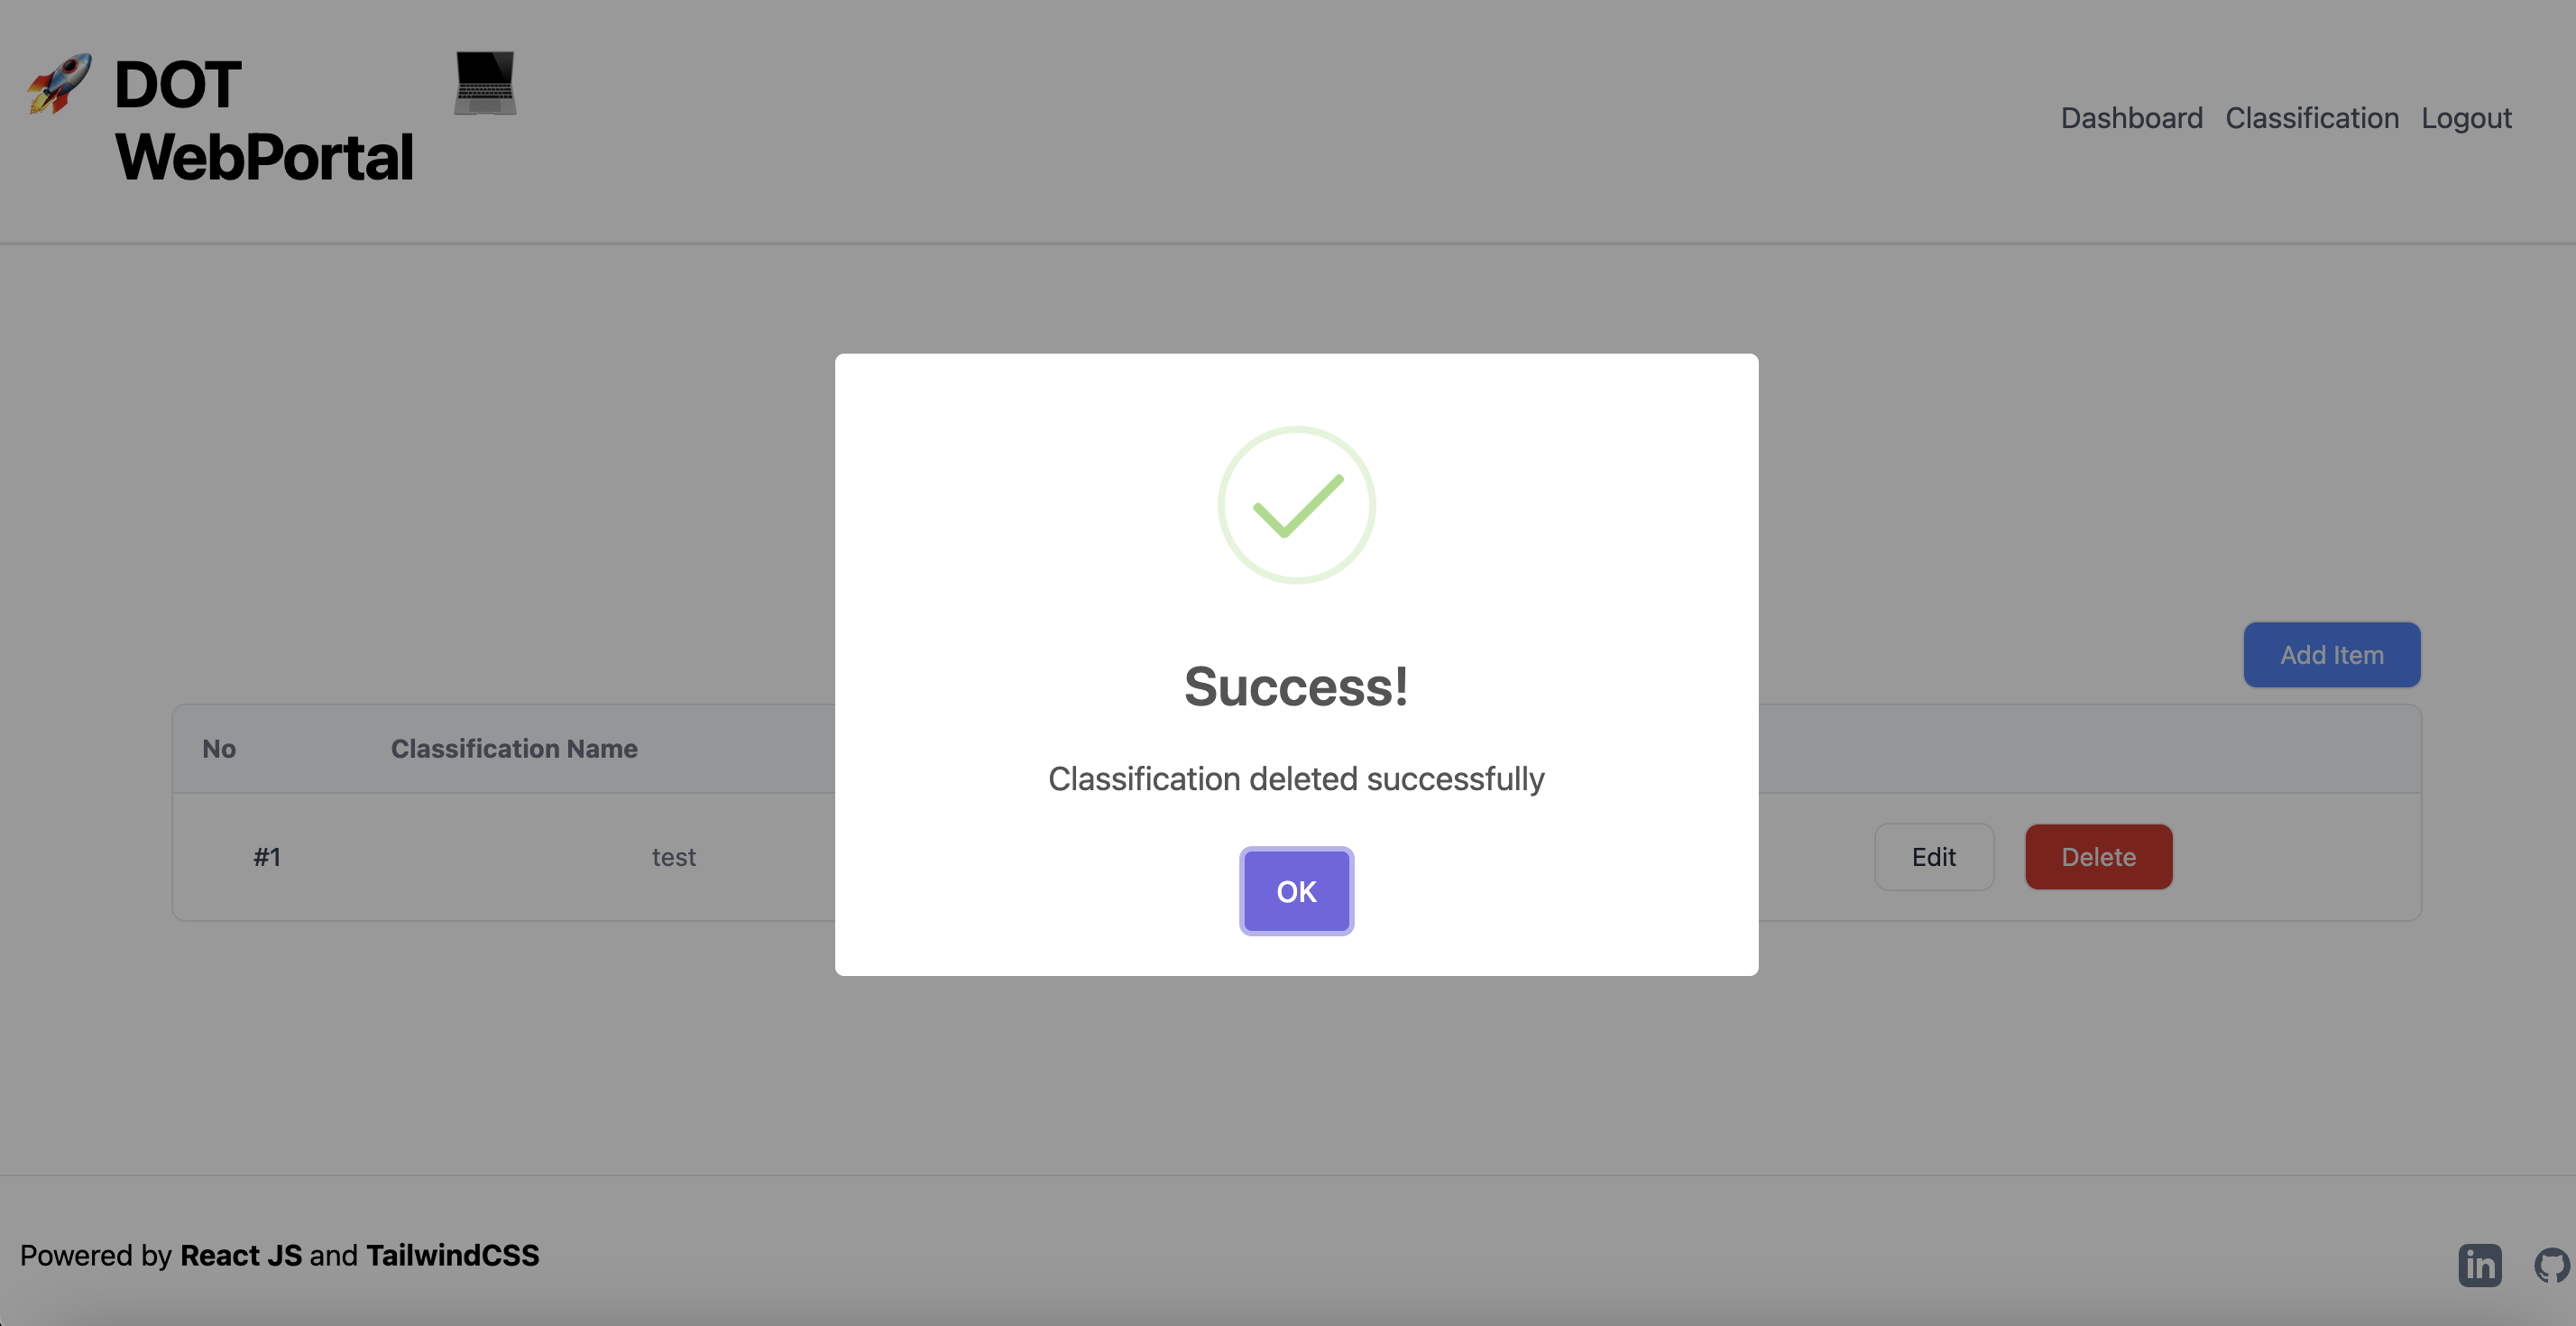 DOT
WebPortal
Dashboard Classification Logout
Add Item
No Classification Name
#1 test Edit Delete
Success!
Classification deleted successfully
OK
Powered by React JS and TailwindCSS
in